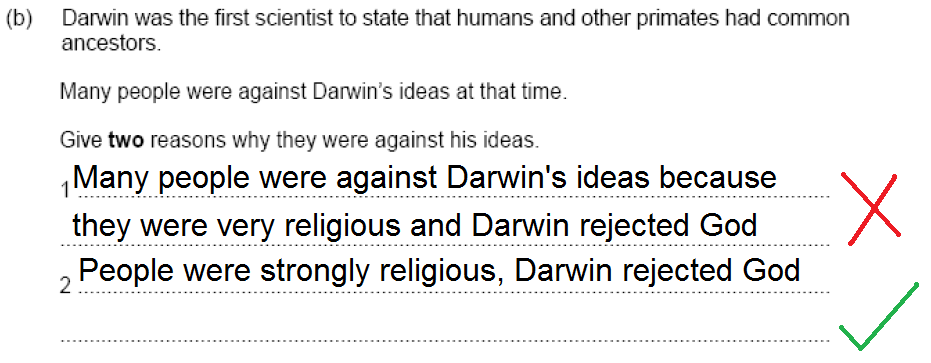 (b) Darwin was the first scientist to state that humans and other primates had common
ancestors.
Many people were against Darwin's ideas at that time.
Give two reasons why they were against his ideas.
1 Many people were against Darwin's ideas because
they were very religious and Darwin rejected God
2 People were strongly religious, Darwin rejected God